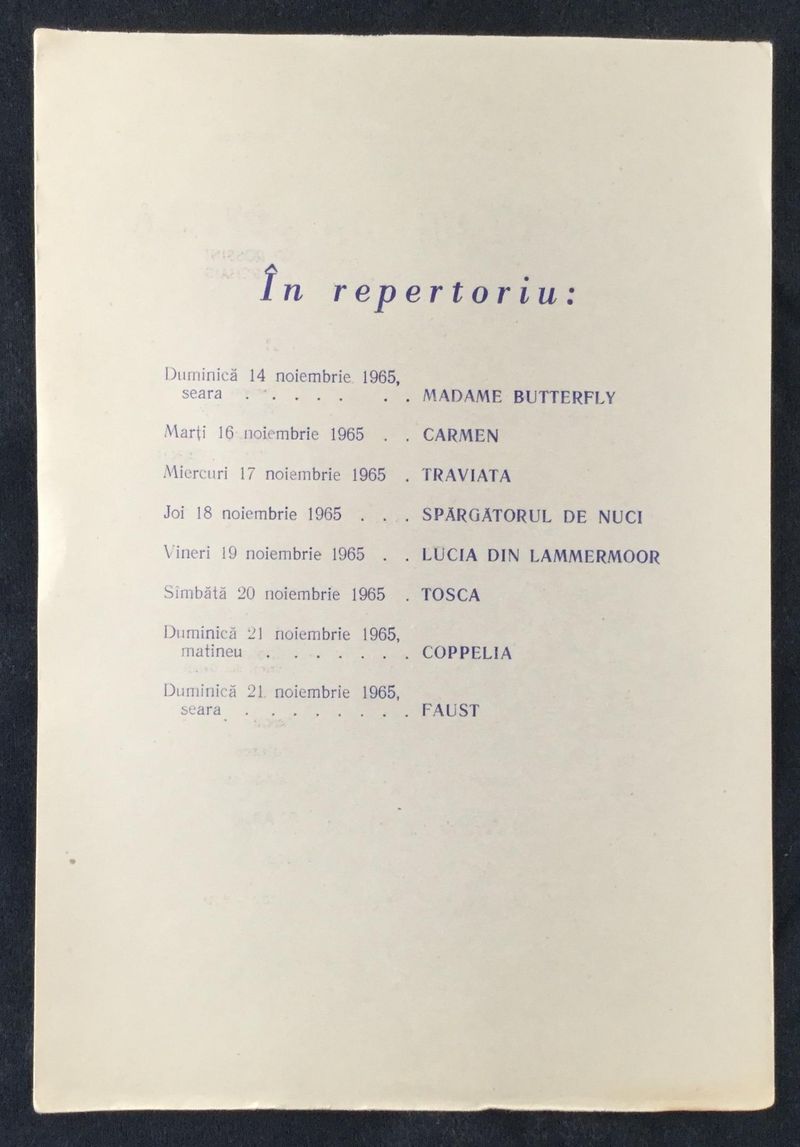 În repertoriu:
Duminică 14 noiembrie 1965,
seara . . . . . . . MADAME BUTTERFLY
Marți 16 noiembrie 1965 . . CARMEN
Miercuri 17 noiembrie 1965 . TRAVIATA
Joi 18 noiembrie 1965 . . . SPĂRGĂTORUL DE NUCI
Vineri 19 noiembrie 1965 . . LUCIA DIN LAMMERMOOR
Sîmbătă 20 noiembrie 1965 . TOSCA
Duminică 21 noiembrie 1965,
matineu . . . . . . . COPPELIA
Duminică 21 noiembrie 1965,
seara . . . . . . . . FAUST